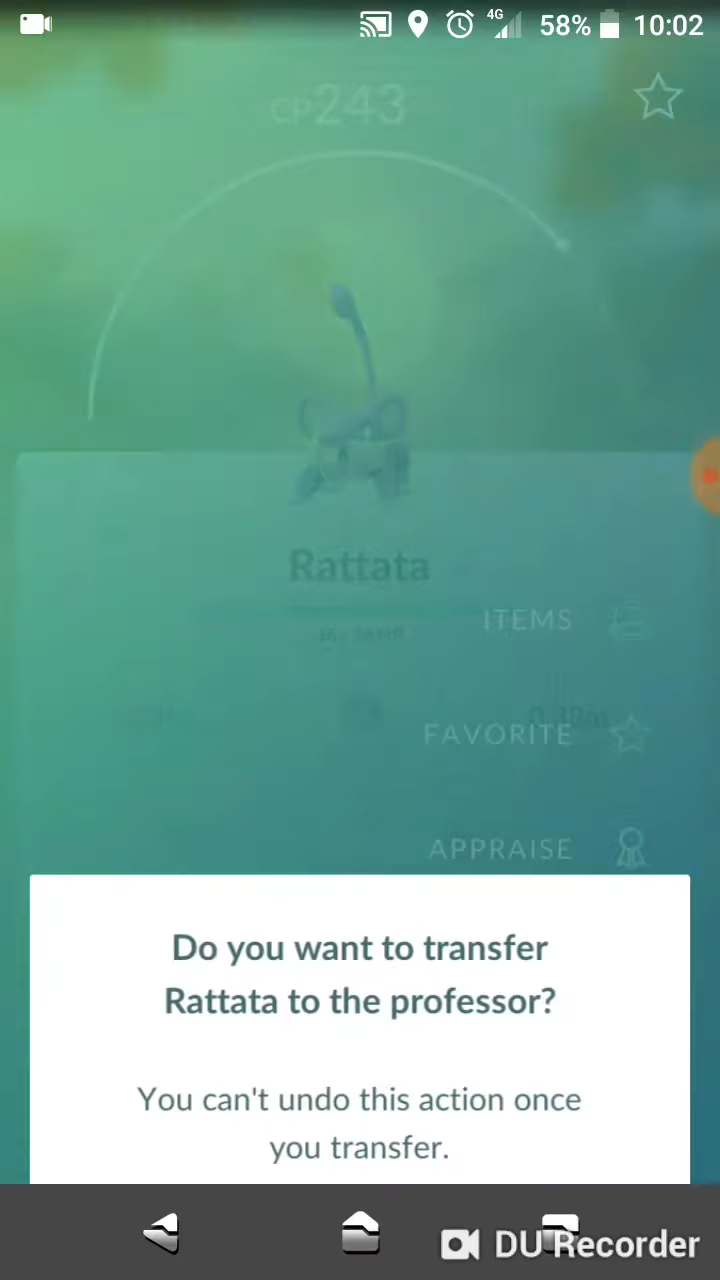 4G 58% 10:02
CP243
Rattata
ITEMS
FAVORITE
APPRAISE
Do you want to transfer
Rattata to the professor?
You can't undo this action once
you transfer.
DU Recorder